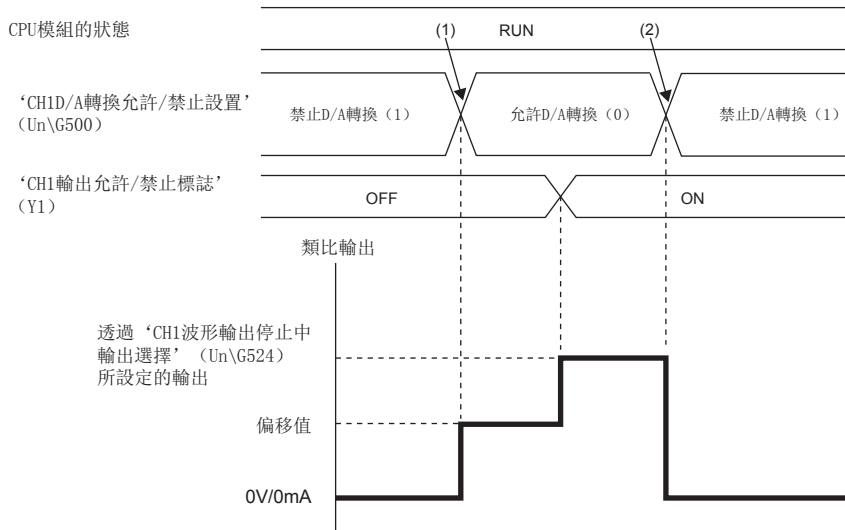 CPU模組的狀態
(1)
RUN
(2)
‘CH1D/A轉換允許/禁止設置’
（Un\G500）
禁止D/A轉換（1）
允許D/A轉換（0）
禁止D/A轉換（1）
‘CH1輸出允許/禁止標誌’
（Y1）
OFF
ON
類比輸出
透過‘CH1波形輸出停止中
輸出選擇’（Un\G524）
所設定的輸出
偏移值
0V/0mA